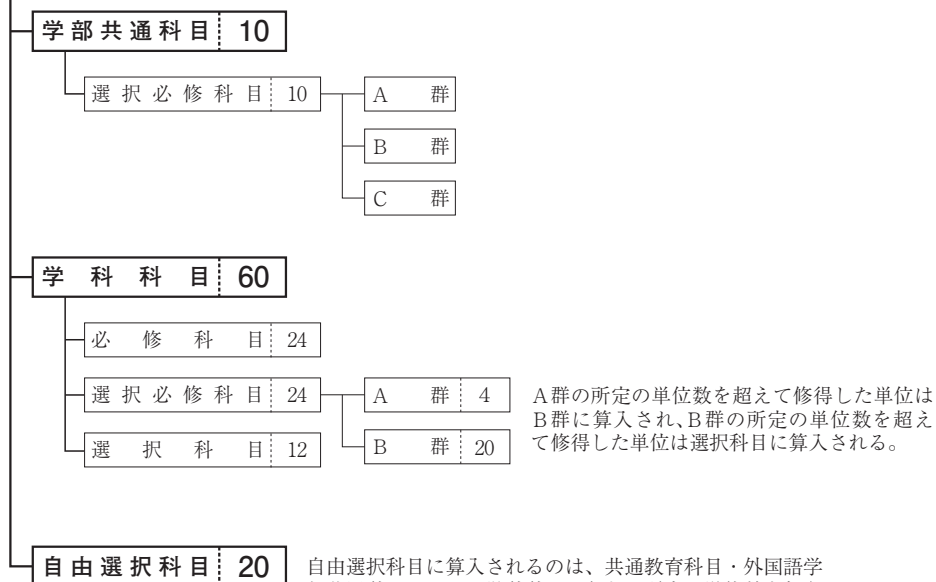 学部共通科目 10
選択必修科目 10
A 群
B 群
C 群
学科科目 60
必修科目 24
選択必修科目 24
A 群 4
A群の所定の単位数を超えて修得した単位は
B群に算入され、B群の所定の単位数を超え
て修得した単位は選択科目に算入される。
選択科目 12
B 群 20
自由選択科目 20
自由選択科目に算入されるのは、共通教育科目・外国語学